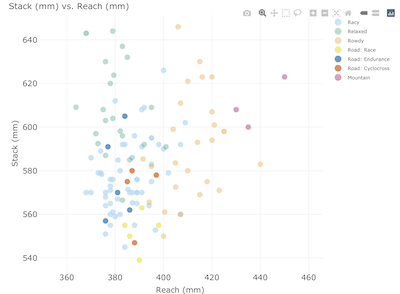 Stack (mm) vs. Reach (mm)
Racy
Relaxed
Rowdy
Road: Race
Road: Endurance
Road: Cyclocross
Mountain
640
620
600
580
560
540
Stack (mm)
360 380 400 420 440 460
Reach (mm)